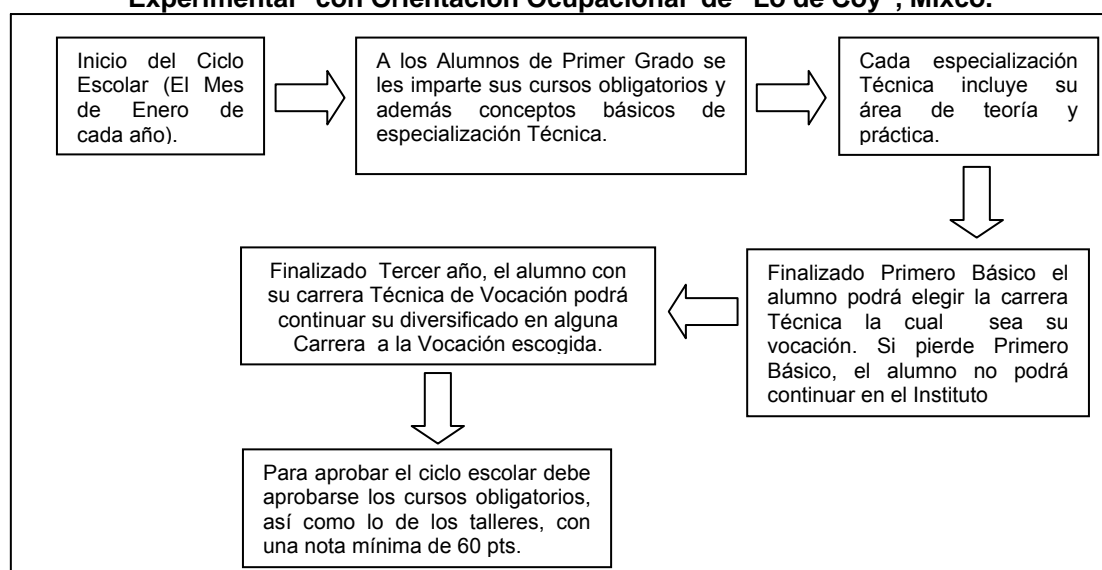 Experimental con Orientación Ocupacional de "Lo de Coy", Mixco.
Inicio del Ciclo
Escolar (El Mes
de Enero de
cada año).
A los Alumnos de Primer Grado se
les imparte sus cursos obligatorios y
además conceptos básicos de
especialización Técnica.
Cada especialización
Técnica incluye su
área de teoría y
práctica.
Finalizado Primero Básico el
alumno podrá elegir la carrera
Técnica la cual sea su
vocación. Si pierde Primero
Básico, el alumno no podrá
continuar en el Instituto
Finalizado Tercer año, el alumno con
su carrera Técnica de Vocación podrá
continuar su diversificado en alguna
Carrera a la Vocación escogida.
Para aprobar el ciclo escolar debe
aprobarse los cursos obligatorios,
así como lo de los talleres, con
una nota mínima de 60 pts.